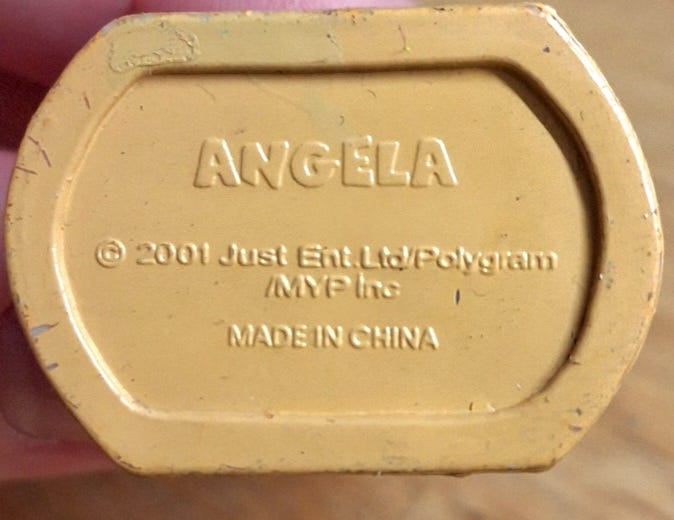 ANGELA
© 2001 Just Ent.Ltd/Polygram
/MYP Inc
MADE IN CHINA